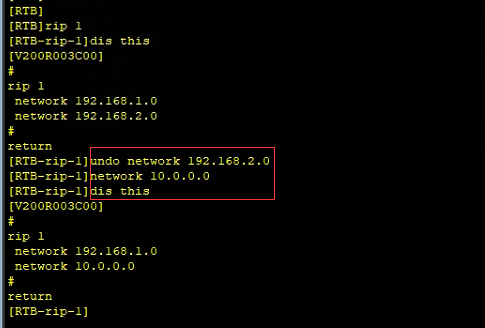 [RTB]
[RTB]rip 1
[RTB-rip-1]dis this
[V200R003C00]
#
rip 1
 network 192.168.1.0
 network 192.168.2.0
#
return
[RTB-rip-1]undo network 192.168.2.0
[RTB-rip-1]network 10.0.0.0
[RTB-rip-1]dis this
[V200R003C00]
#
rip 1
 network 192.168.1.0
 network 10.0.0.0
#
return
[RTB-rip-1]